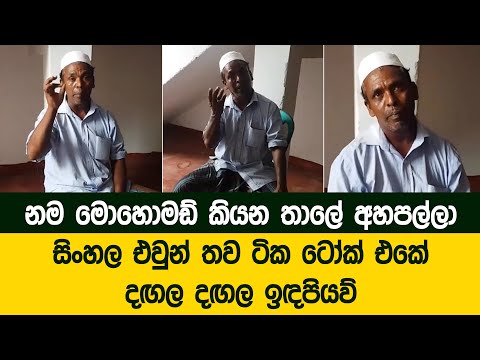 නම මොහොමඩ් කියන තාලේ අහපල්ලා
සිංහල එවුන් තව ටික ටෝක් එකේ
දඟල දඟල ඉඳපියව්